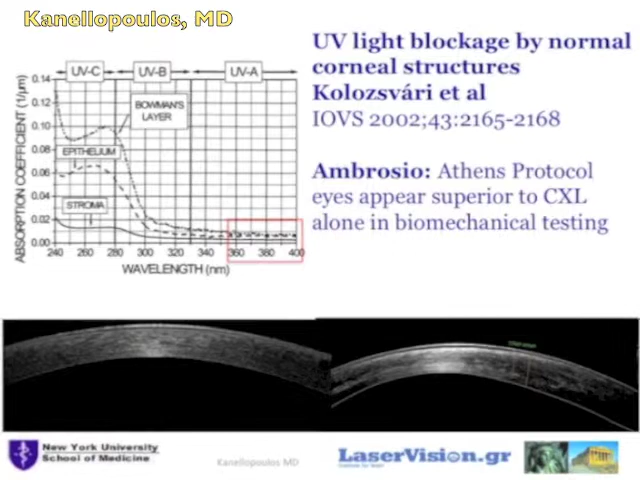 Kanellopoulos, MD
UV light blockage by normal
corneal structures
Kolozsvári et al
IOVS 2002;43:2165-2168
Ambrosio: Athens Protocol
eyes appear superior to CXL
alone in biomechanical testing
UV-C UV-B UV-A
ABSORPTION COEFFICIENT (1/μm)
0.14
0.12
0.10
0.08
0.06
0.04
0.02
0.00
BOWMAN'S
LAYER
EPITHELIUM
STROMA
240 260 280 300 320 340 360 380 400
WAVELENGTH (nm)
New York University
School of Medicine
Kanellopoulos MD
LaserVision.gr